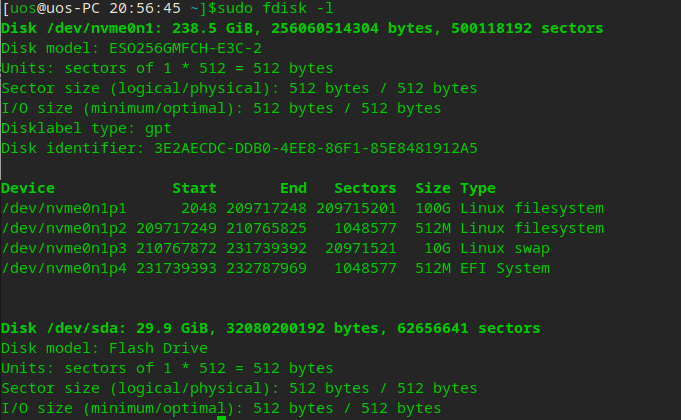 [uos@uos-PC 20:56:45 ~]$sudo fdisk -l
Disk /dev/nvme0n1: 238.5 GiB, 256060514304 bytes, 500118192 sectors
Disk model: ESO256GMFCH-E3C-2
Units: sectors of 1 * 512 = 512 bytes
Sector size (logical/physical): 512 bytes / 512 bytes
I/O size (minimum/optimal): 512 bytes / 512 bytes
Disklabel type: gpt
Disk identifier: 3E2AECDC-DDB0-4EE8-86F1-85E8481912A5
Device Start End Sectors Size Type
/dev/nvme0n1p1 2048 209717248 209715201 100G Linux filesystem
/dev/nvme0n1p2 209717249 210765825 1048577 512M Linux filesystem
/dev/nvme0n1p3 210767872 231739392 20971521 10G Linux swap
/dev/nvme0n1p4 231739393 232787969 1048577 512M EFI System
Disk /dev/sda: 29.9 GiB, 32080200192 bytes, 62656641 sectors
Disk model: Flash Drive
Units: sectors of 1 * 512 = 512 bytes
Sector size (logical/physical): 512 bytes / 512 bytes
I/O size (minimum/optimal): 512 bytes / 512 bytes